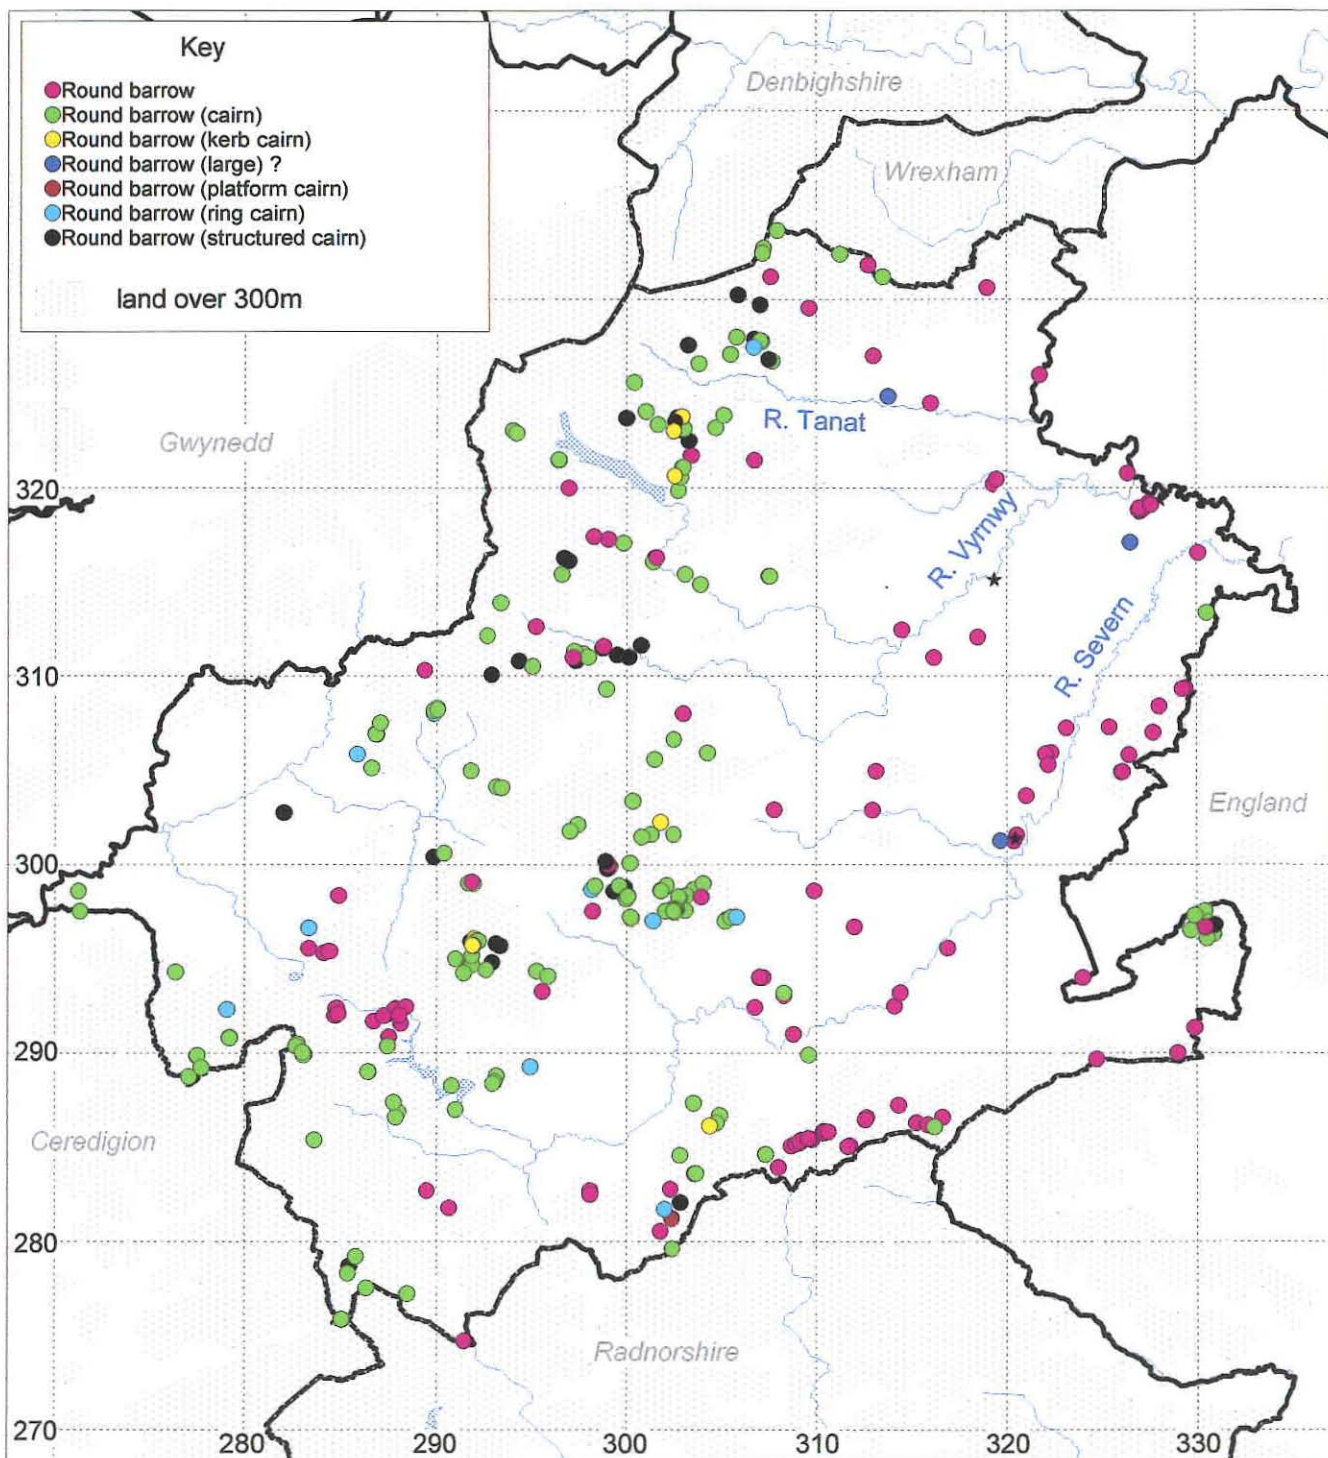 Key
Round barrow
Round barrow (cairn)
Round barrow (kerb cairn)
Round barrow (large) ?
Round barrow (platform cairn)
Round barrow (ring cairn)
Round barrow (structured cairn)
land over 300m
Denbighshire
Wrexham
Gwynedd
R. Tanat
R. Vyrnwy
R. Severn
England
Ceredigion
Radnorshire
320
310
300
290
280
270
280
290
300
310
320
330